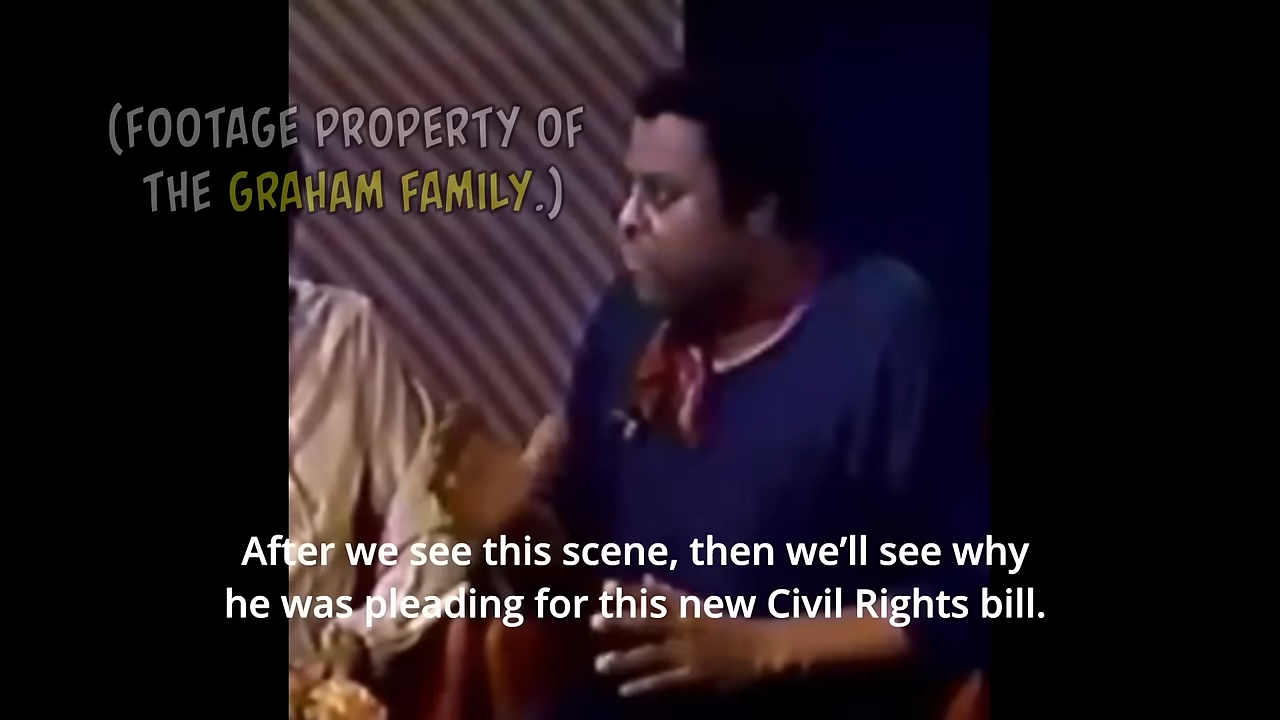 (FOOTAGE PROPERTY OF
THE GRAHAM FAMILY.)
After we see this scene, then we’ll see why
he was pleading for this new Civil Rights bill.